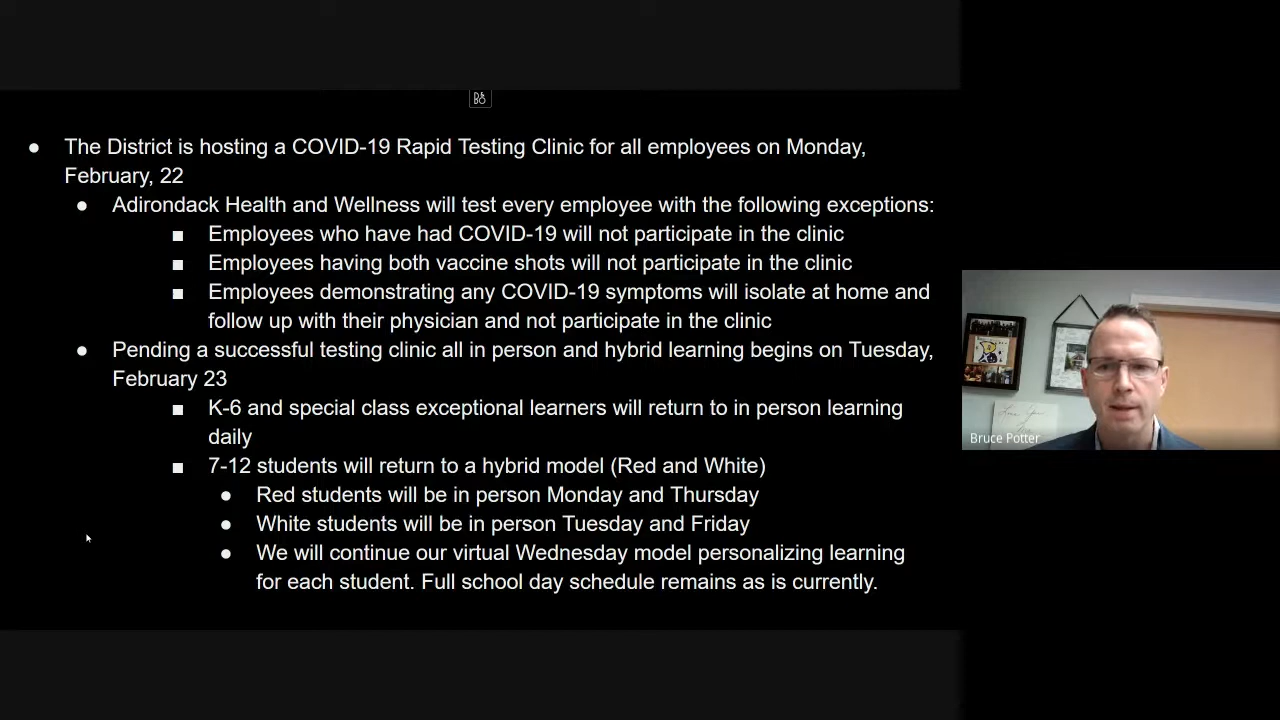 The District is hosting a COVID-19 Rapid Testing Clinic for all employees on Monday,
February, 22
Adirondack Health and Wellness will test every employee with the following exceptions:
Employees who have had COVID-19 will not participate in the clinic
Employees having both vaccine shots will not participate in the clinic
Employees demonstrating any COVID-19 symptoms will isolate at home and
follow up with their physician and not participate in the clinic
Pending a successful testing clinic all in person and hybrid learning begins on Tuesday,
February 23
K-6 and special class exceptional learners will return to in person learning
daily
7-12 students will return to a hybrid model (Red and White)
Red students will be in person Monday and Thursday
White students will be in person Tuesday and Friday
We will continue our virtual Wednesday model personalizing learning
for each student. Full school day schedule remains as is currently.
Bruce Potter